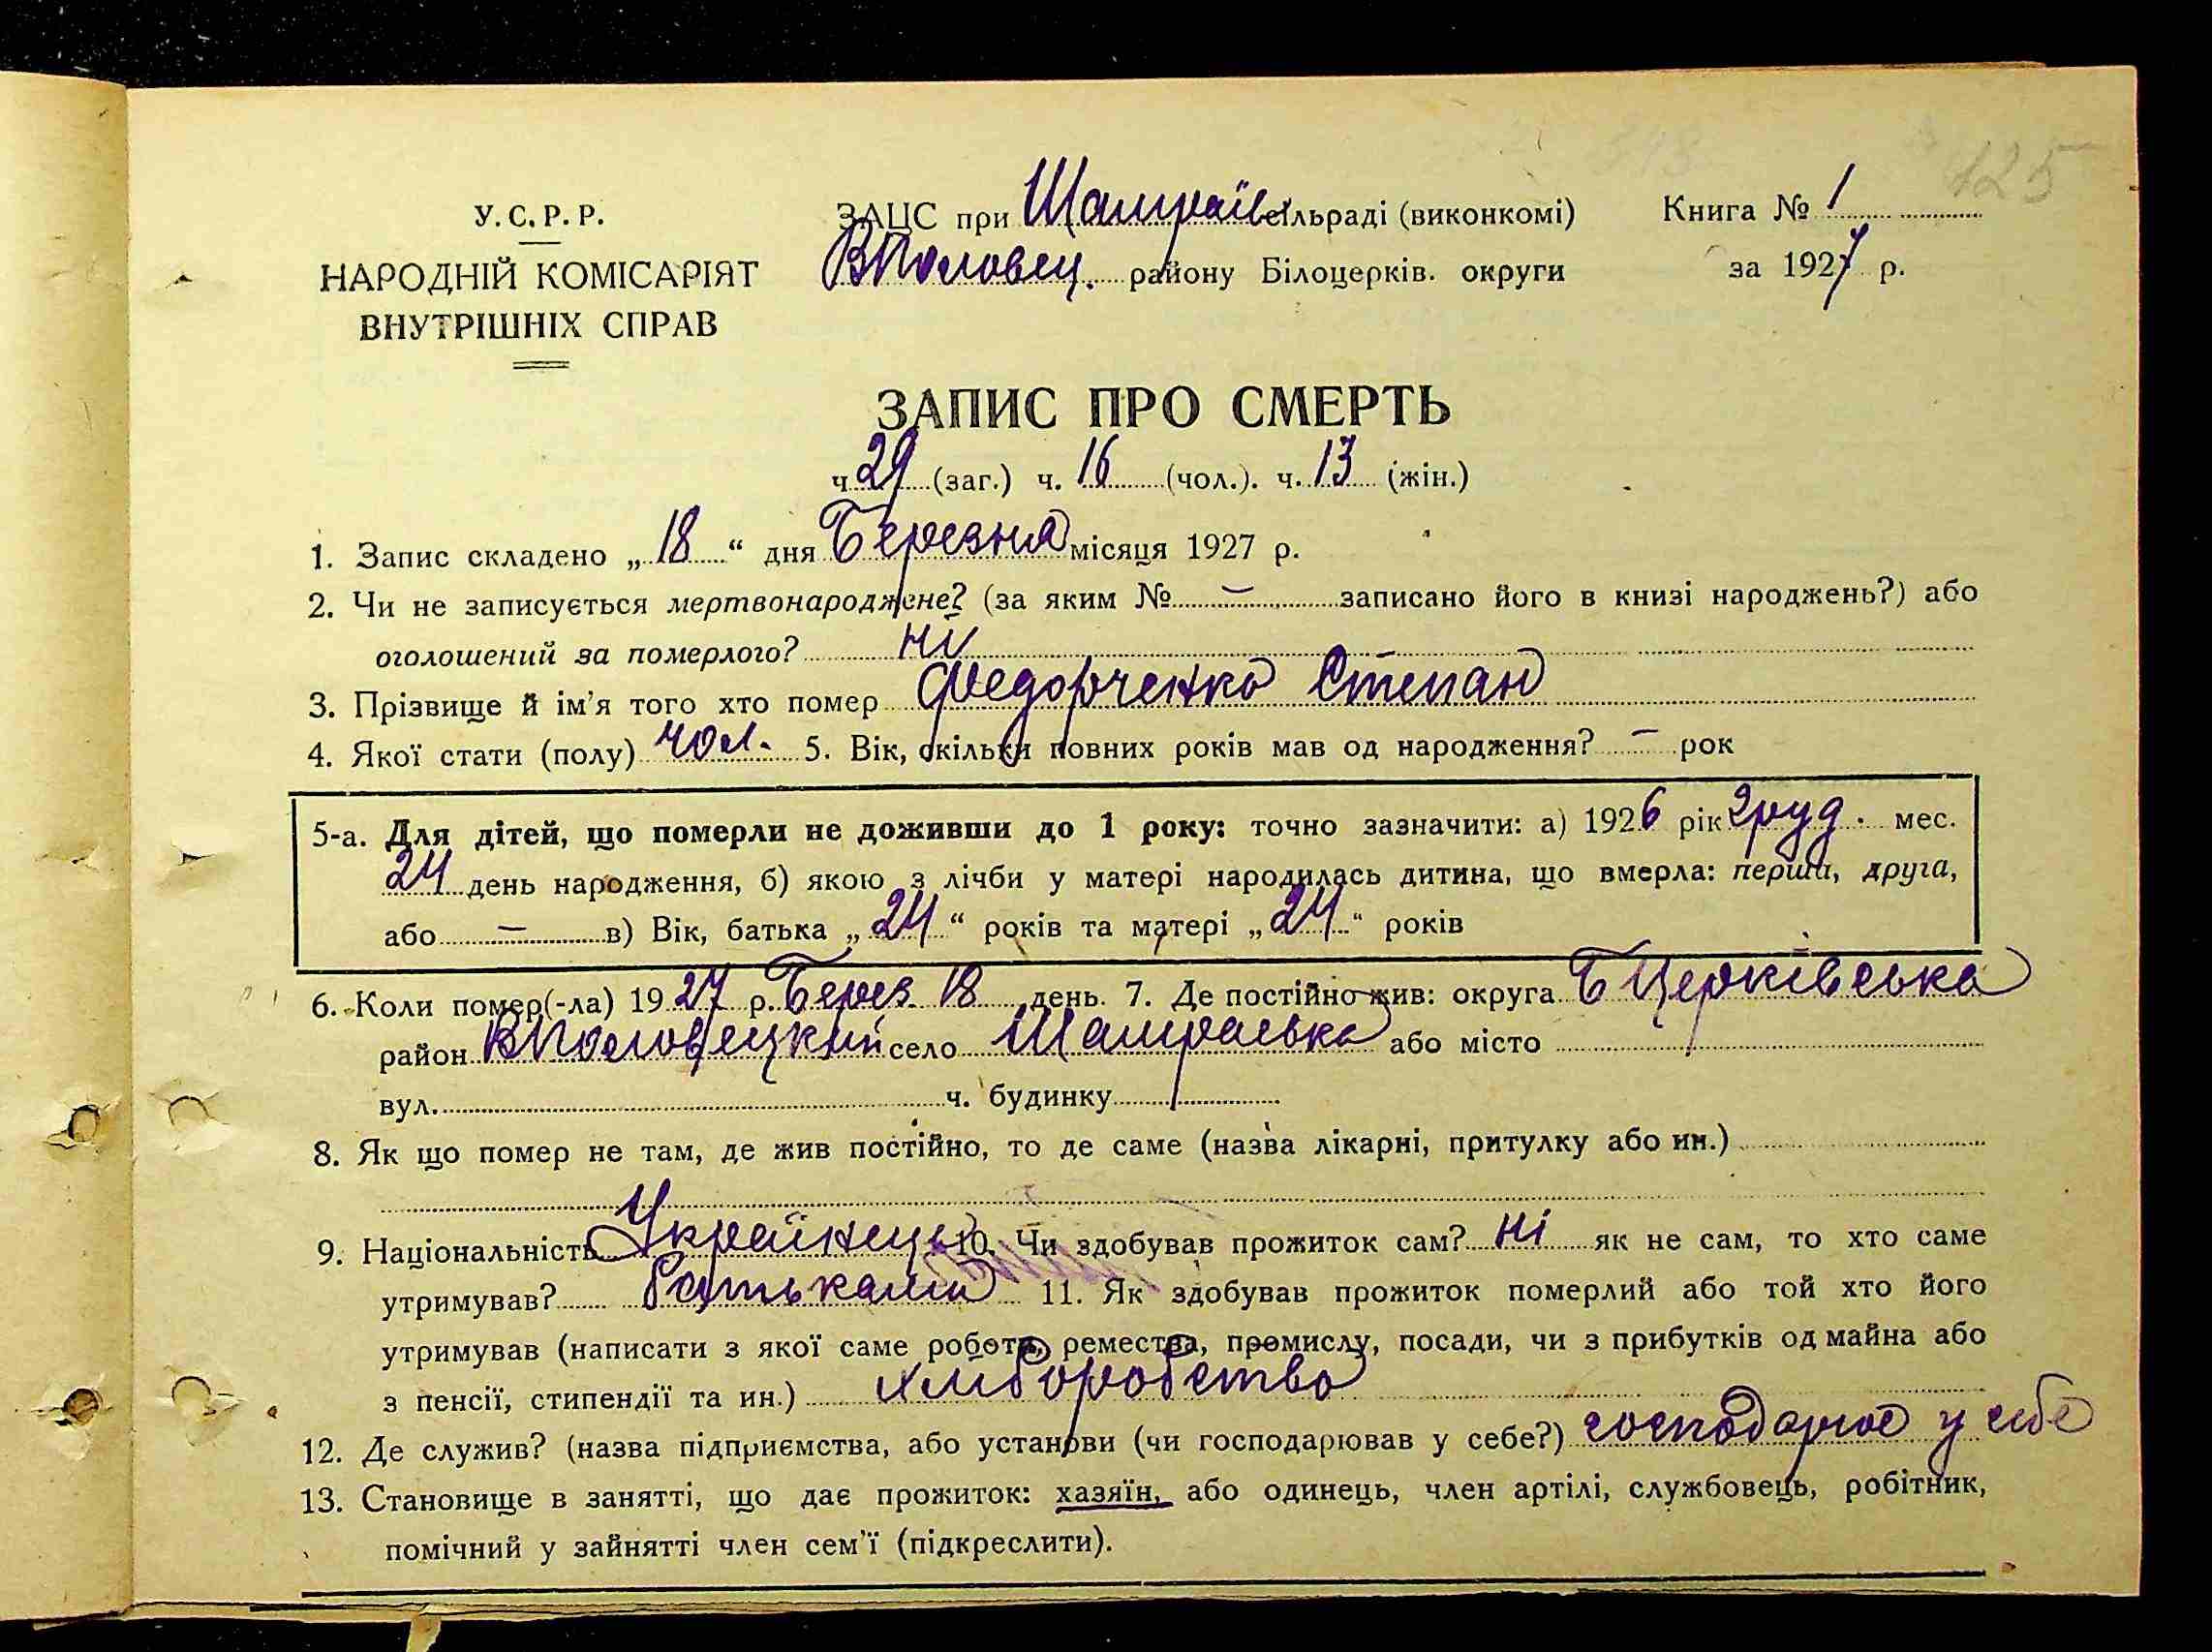 125
У.С.Р.Р.
НАРОДНІЙ КОМІСАРІЯТ
ВНУТРІШНІХ СПРАВ
ЗАЦС при Шамраїв сільраді (виконкомі)
ВПоловец. району Білоцерків. округи
Книга № 1
за 1927 р.
ЗАПИС ПРО СМЕРТЬ
ч. 29 (заг.) ч. 16 (чол.). ч. 13 (жін.)
1. Запис складено „18“ дня Березня місяця 1927 р.
2. Чи не записується мертвонароджене? (за яким № — записано його в книзі народжень?) або
оголошений за померлого? ні
3. Прізвище й ім'я того хто помер Федорченко Степан
4. Якої стати (полу) чол. 5. Вік, скільки повних років мав од народження? — рок
5-а. Для дітей, що померли не доживши до 1 року: точно зазначити: а) 1926 рік груд. мес.
24 день народження, б) якою з лічби у матері народилась дитина, що вмерла: перша, друга,
або — в) Вік, батька „24“ років та матері „24“ років
6. Коли помер(-ла) 1927 р. Берез. 18 день. 7. Де постійно жив: округа БЦерківська
район ВПоловецький село Шамраєвка або місто
вул. ч. будинку
8. Як що помер не там, де жив постійно, то де саме (назва лікарні, притулку або ин.)
9. Національність Українець 10. Чи здобував прожиток сам? ні як не сам, то хто саме
утримував? Батьками 11. Як здобував прожиток померлий або той хто його
утримував (написати з якої саме роботи, ремества, промислу, посади, чи з прибутків од майна або
з пенсії, стипендії та ин.) хліборобство
12. Де служив? (назва підприємства, або установи (чи господарював у себе?) господарює у себе
13. Становище в занятті, що дає прожиток: хазяїн, або одинець, член артілі, службовець, робітник,
помічний у зайнятті член сем'ї (підкреслити).